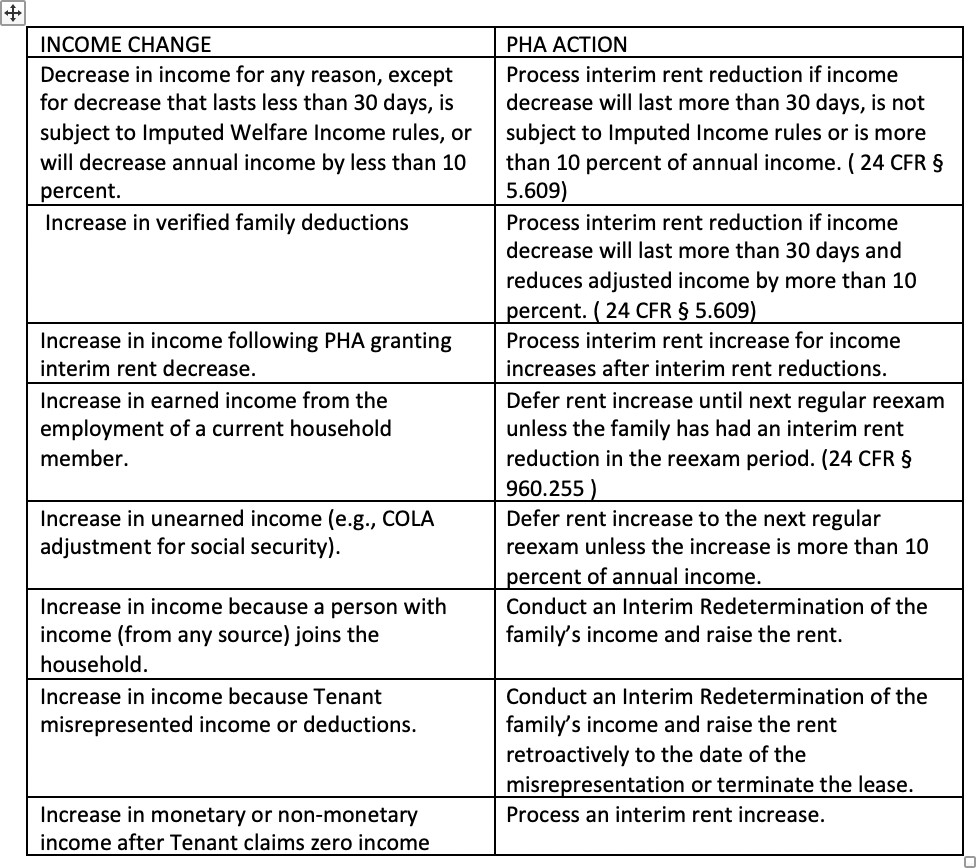 INCOME CHANGE
PHA ACTION
Decrease in income for any reason, except
for decrease that lasts less than 30 days, is
subject to Imputed Welfare Income rules, or
will decrease annual income by less than 10
percent.
Process interim rent reduction if income
decrease will last more than 30 days, is not
subject to Imputed Income rules or is more
than 10 percent of annual income. ( 24 CFR §
5.609)
Increase in verified family deductions
Process interim rent reduction if income
decrease will last more than 30 days and
reduces adjusted income by more than 10
percent. ( 24 CFR § 5.609)
Increase in income following PHA granting
interim rent decrease.
Process interim rent increase for income
increases after interim rent reductions.
Increase in earned income from the
employment of a current household
member.
Defer rent increase until next regular reexam
unless the family has had an interim rent
reduction in the reexam period. (24 CFR §
960.255 )
Increase in unearned income (e.g., COLA
adjustment for social security).
Defer rent increase to the next regular
reexam unless the increase is more than 10
percent of annual income.
Increase in income because a person with
income (from any source) joins the
household.
Conduct an Interim Redetermination of the
family’s income and raise the rent.
Increase in income because Tenant
misrepresented income or deductions.
Conduct an Interim Redetermination of the
family’s income and raise the rent
retroactively to the date of the
misrepresentation or terminate the lease.
Increase in monetary or non-monetary
income after Tenant claims zero income
Process an interim rent increase.